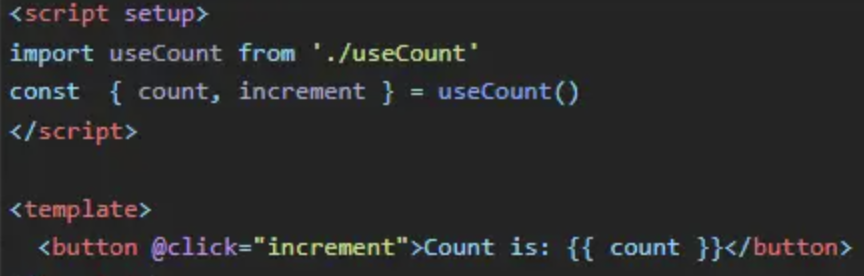 <script setup>
import useCount from './useCount'
const  { count, increment } = useCount()
</script>
<template>
  <button @click="increment">Count is: {{ count }}</button>